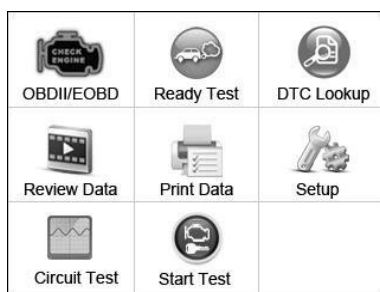 CHECK
ENGINE
OBDII/EOBD Ready Test DTC Lookup
Review Data Print Data Setup
Circuit Test Start Test